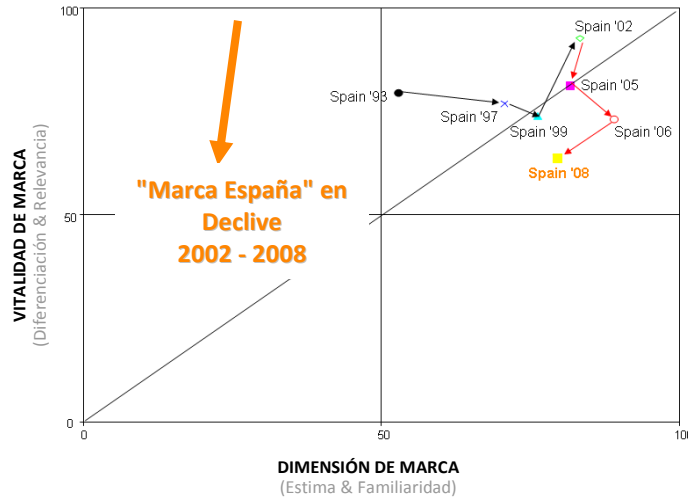 100
Spain '02
Spain '05
Spain '93
Spain '97
Spain '99
Spain '06
Spain '08
"Marca España" en
Declive
2002 - 2008
50
0
0
50
100
VITALIDAD DE MARCA
(Diferenciación & Relevancia)
DIMENSIÓN DE MARCA
(Estima & Familiaridad)